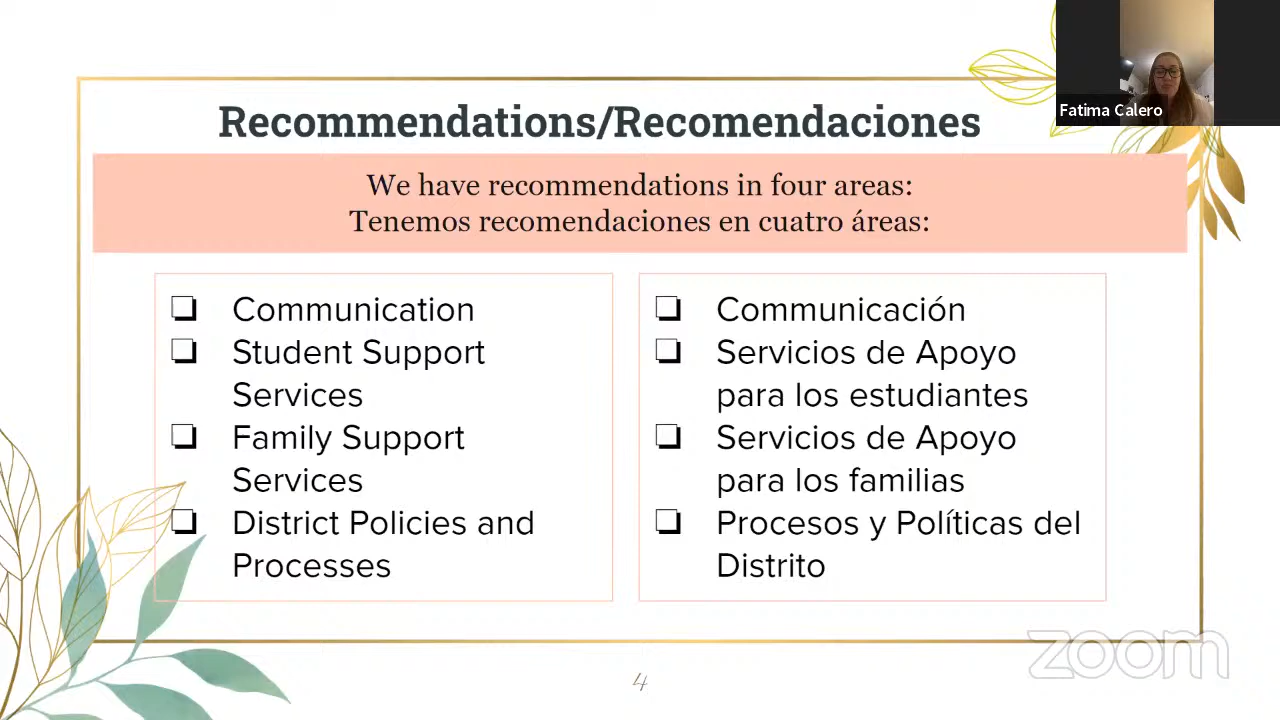 Fatima Calero
Recommendations/Recomendaciones
We have recommendations in four areas:
Tenemos recomendaciones en cuatro áreas:
❏ Communication
❏ Student Support
Services
❏ Family Support
Services
❏ District Policies and
Processes
❏ Communicación
❏ Servicios de Apoyo
para los estudiantes
❏ Servicios de Apoyo
para los familias
❏ Procesos y Políticas del
Distrito
zoom
4